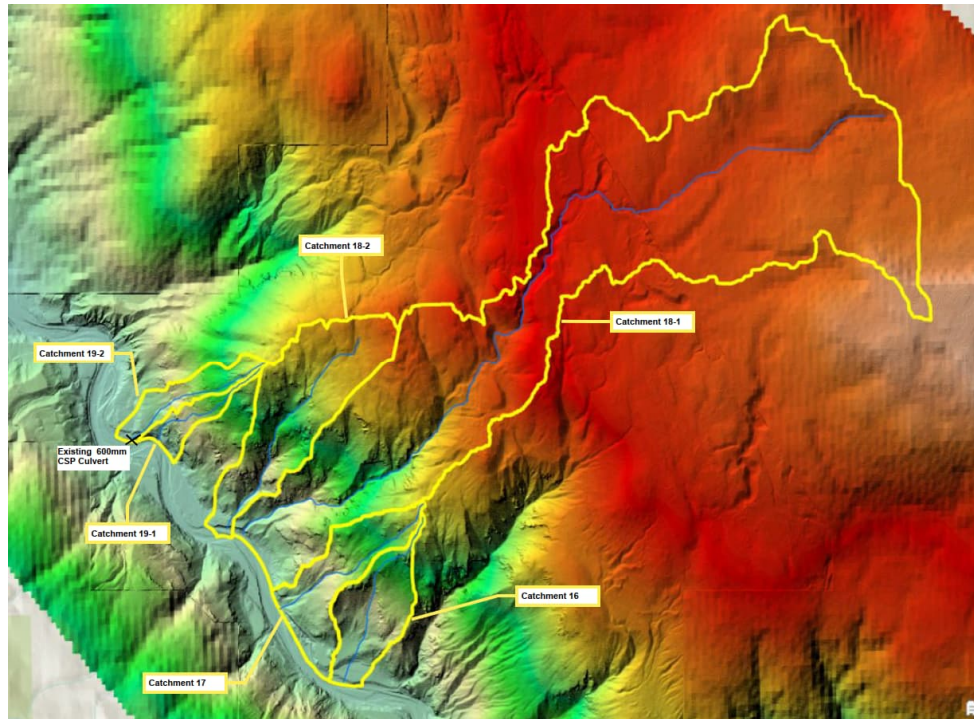 Catchment 18-2
Catchment 18-1
Catchment 19-2
Existing 600mm
CSP Culvert
Catchment 19-1
Catchment 16
Catchment 17